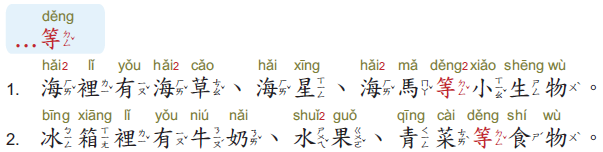 děng
…等
hǎi2 lǐ yǒu hǎi2 cǎo hǎi xīng hǎi2 mǎ děng2 xiǎo shēng wù
1. 海裡有海草、海星、海馬等小生物。
bīng xiāng lǐ yǒu niú nǎi shuǐ2 guǒ qīng cài děng shí wù
2. 冰箱裡有牛奶、水果、青菜等食物。